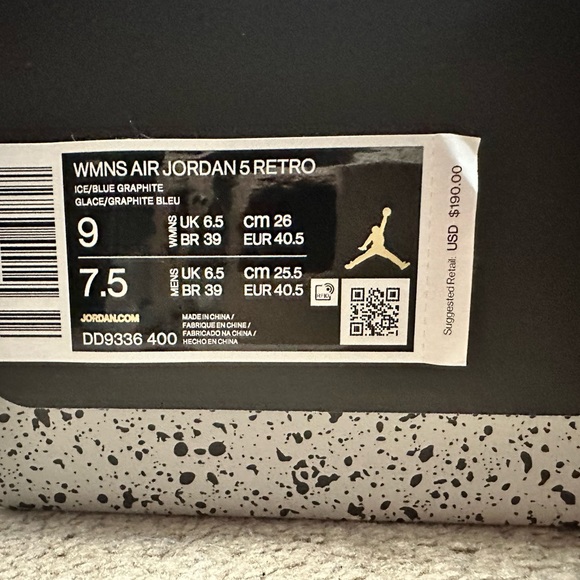 WMNS AIR JORDAN 5 RETRO
ICE/BLUE GRAPHITE
GLACE/GRAPHITE BLEU
9 WMNS UK 6.5 cm 26
BR 39 EUR 40.5
7.5 MENS UK 6.5 cm 25.5
BR 39 EUR 40.5
JORDAN.COM
DD9336 400
MADE IN CHINA /
FABRIQUE EN CHINE /
FABRICADO NA CHINA /
HECHO EN CHINA
Suggested Retail: USD $190.00